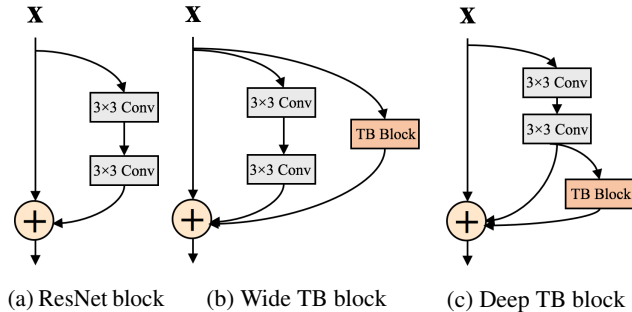 x
3×3 Conv
3×3 Conv
+
(a) ResNet block
x
3×3 Conv
3×3 Conv
TB Block
+
(b) Wide TB block
x
3×3 Conv
3×3 Conv
TB Block
+
(c) Deep TB block